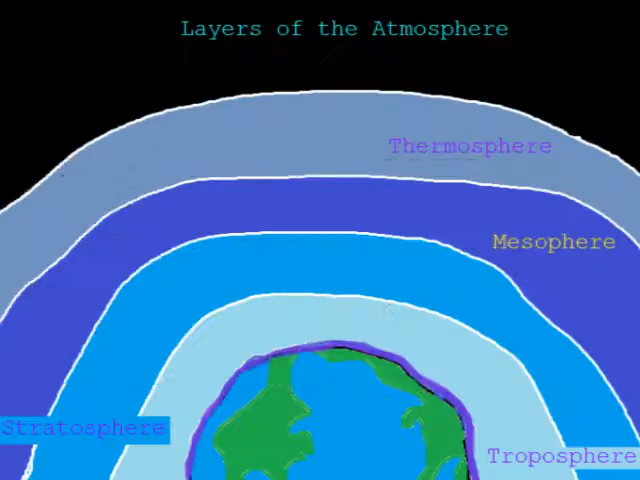 Layers of the Atmosphere
Thermosphere
Mesophere
Stratosphere
Troposphere